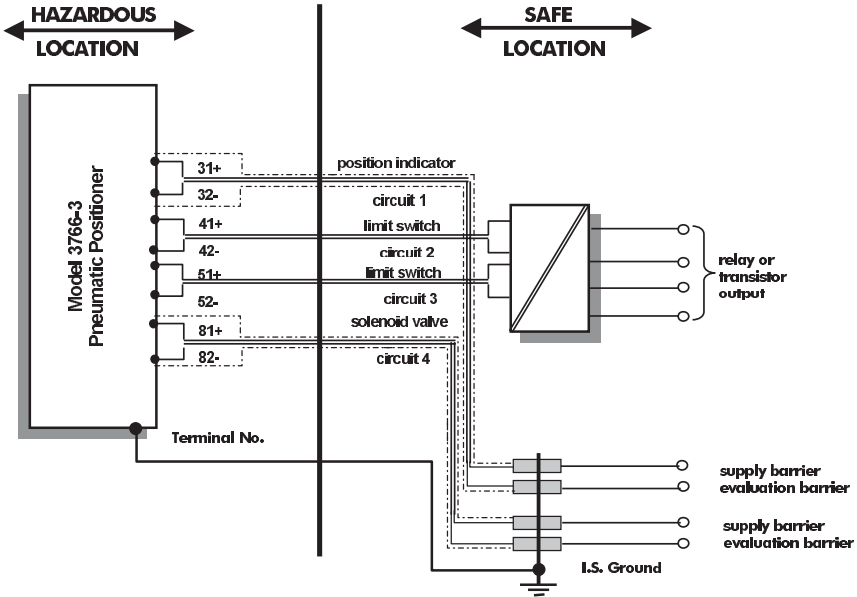 HAZARDOUS
LOCATION
SAFE
LOCATION
Model 3766-3
Pneumatic Positioner
31+
32-
41+
42-
51+
52-
81+
82-
position indicator
circuit 1
limit switch
circuit 2
limit switch
circuit 3
solenoid valve
circuit 4
relay or
transistor
output
Terminal No.
supply barrier
evaluation barrier
supply barrier
evaluation barrier
I.S. Ground